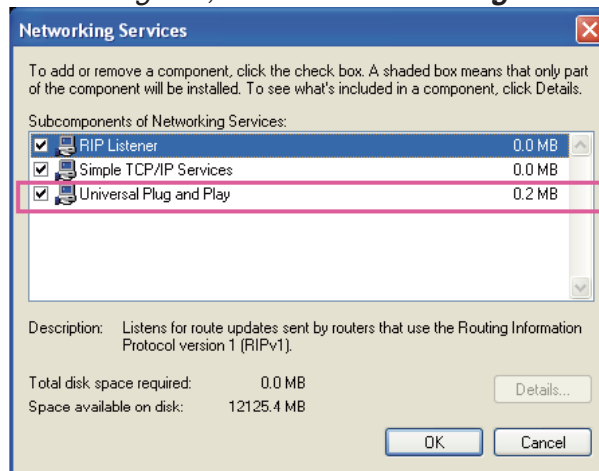 Networking Services
To add or remove a component, click the check box. A shaded box means that only part
of the component will be installed. To see what's included in a component, click Details.
Subcomponents of Networking Services:
RIP Listener 0.0 MB
Simple TCP/IP Services 0.0 MB
Universal Plug and Play 0.2 MB
Description: Listens for route updates sent by routers that use the Routing Information
Protocol version 1 (RIPv1).
Total disk space required: 0.0 MB
Details...
Space available on disk: 12125.4 MB
OK Cancel